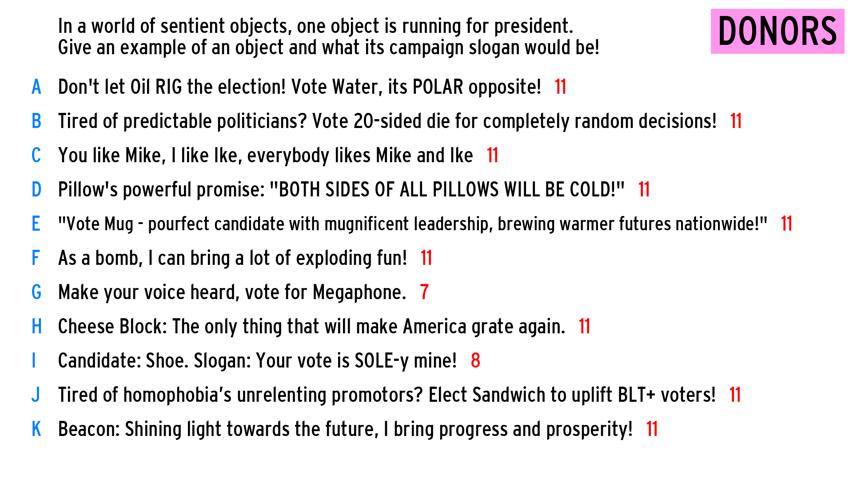 In a world of sentient objects, one object is running for president.
Give an example of an object and what its campaign slogan would be!
DONORS
A Don't let Oil RIG the election! Vote Water, its POLAR opposite! 11
B Tired of predictable politicians? Vote 20-sided die for completely random decisions! 11
C You like Mike, I like Ike, everybody likes Mike and Ike 11
D Pillow's powerful promise: "BOTH SIDES OF ALL PILLOWS WILL BE COLD!" 11
E "Vote Mug - pourfect candidate with mugnificent leadership, brewing warmer futures nationwide!" 11
F As a bomb, I can bring a lot of exploding fun! 11
G Make your voice heard, vote for Megaphone. 7
H Cheese Block: The only thing that will make America grate again. 11
I Candidate: Shoe. Slogan: Your vote is SOLE-y mine! 8
J Tired of homophobia’s unrelenting promotors? Elect Sandwich to uplift BLT+ voters! 11
K Beacon: Shining light towards the future, I bring progress and prosperity! 11